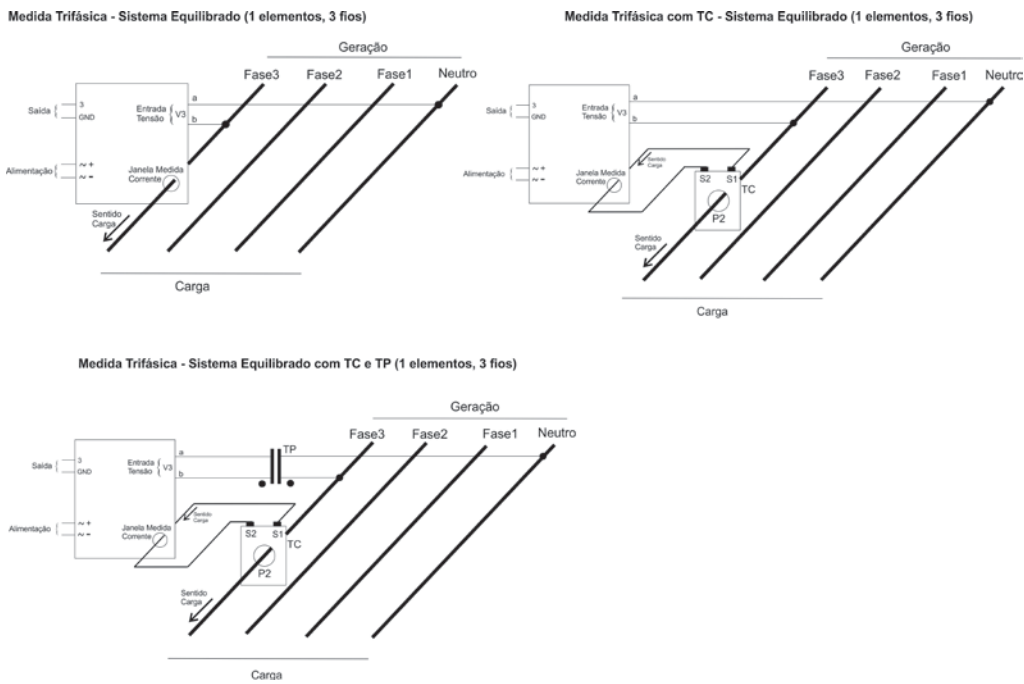 Medida Trifásica - Sistema Equilibrado (1 elementos, 3 fios)
Geração
Fase3 Fase2 Fase1 Neutro
a
Saída
3
GND
Entrada
Tensão
V3
b
Alimentação
~ +
~ -
Janela Medida
Corrente
Sentido
Carga
Carga
Medida Trifásica com TC - Sistema Equilibrado (1 elementos, 3 fios)
Geração
Fase3 Fase2 Fase1 Neutro
a
Saída
3
GND
Entrada
Tensão
V3
b
Alimentação
~ +
~ -
Janela Medida
Corrente
Sentido
Carga
S2 S1
TC
P2
Sentido
Carga
Carga
Medida Trifásica - Sistema Equilibrado com TC e TP (1 elementos, 3 fios)
Geração
Fase3 Fase2 Fase1 Neutro
a
TP
Saída
3
GND
Entrada
Tensão
V3
b
Alimentação
~ +
~ -
Janela Medida
Corrente
Sentido
Carga
S2 S1
TC
P2
Sentido
Carga
Carga